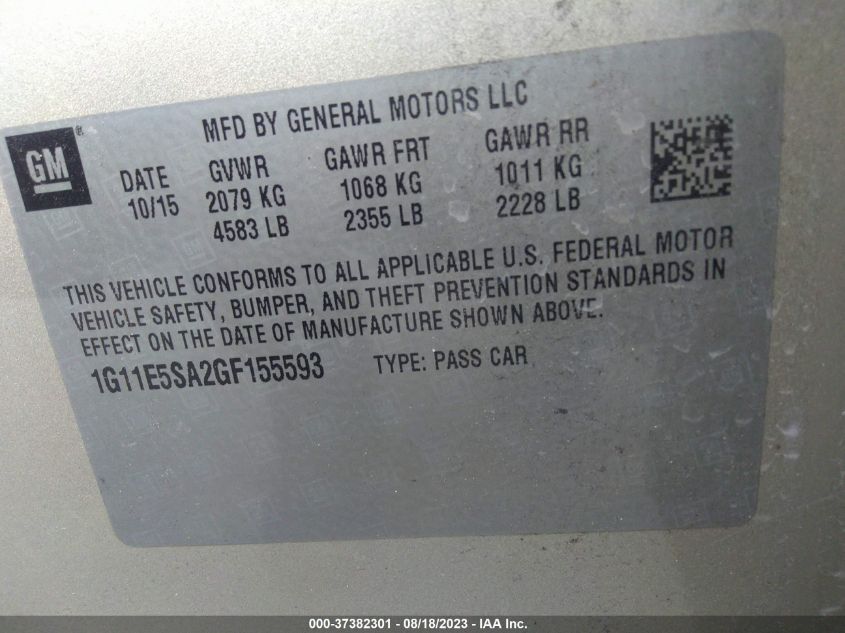 MFD BY GENERAL MOTORS LLC
GM®
DATE GVWR GAWR FRT GAWR RR
10/15 2079 KG 1068 KG 1011 KG
4583 LB 2355 LB 2228 LB
THIS VEHICLE CONFORMS TO ALL APPLICABLE U.S. FEDERAL MOTOR
VEHICLE SAFETY, BUMPER, AND THEFT PREVENTION STANDARDS IN
EFFECT ON THE DATE OF MANUFACTURE SHOWN ABOVE.
1G11E5SA2GF155593 TYPE: PASS CAR
000-37382301 - 08/18/2023 - IAA Inc.